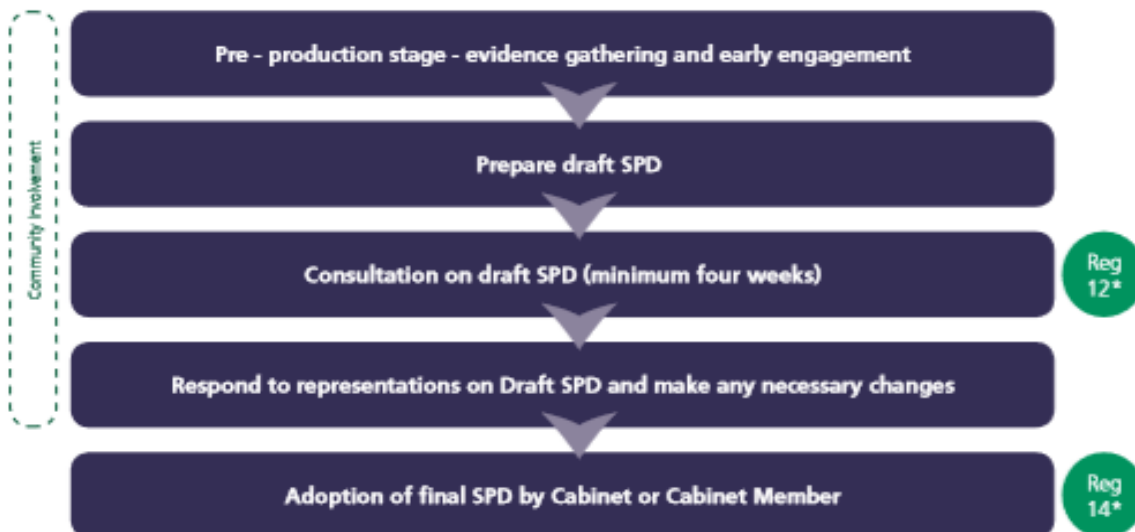 Pre - production stage - evidence gathering and early engagement
Community Involvement
Prepare draft SPD
Consultation on draft SPD (minimum four weeks)
Reg
12*
Respond to representations on Draft SPD and make any necessary changes
Adoption of final SPD by Cabinet or Cabinet Member
Reg
14*